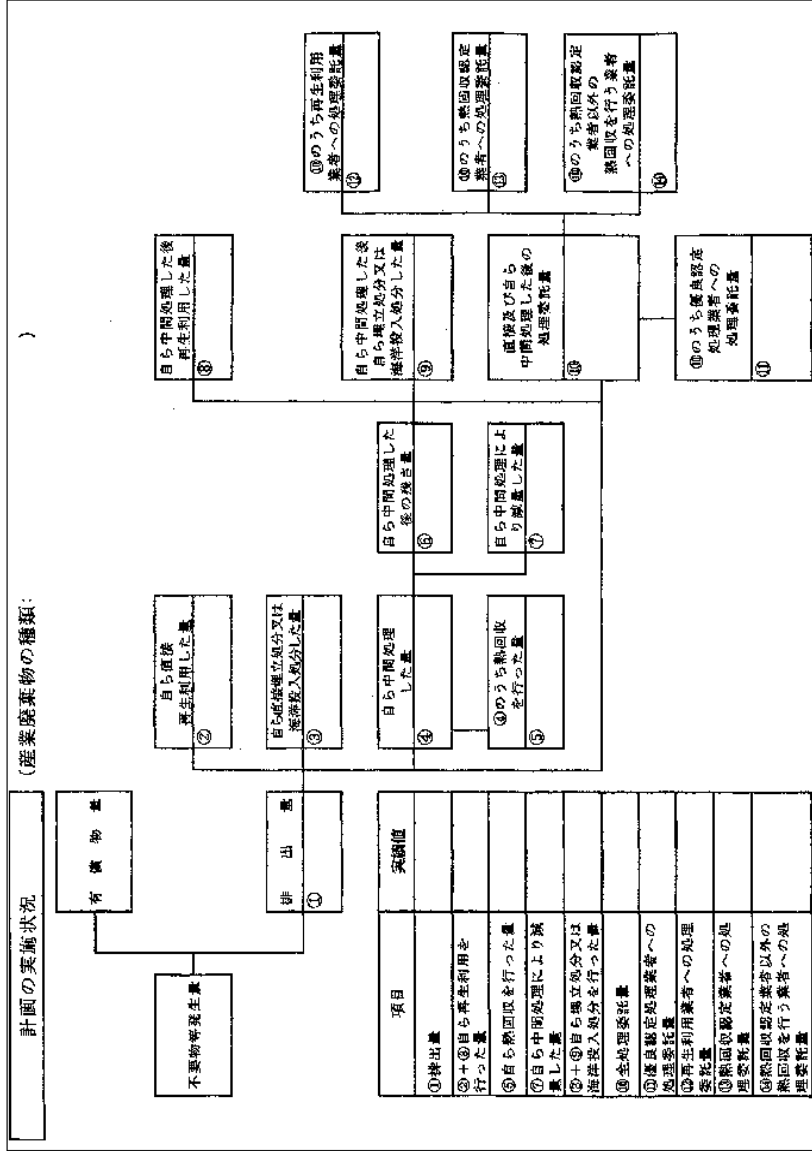 計画の実施状況
(産業廃棄物の種類:
)
不要物等発生量
有償物量
排出量
①
自ら直接
再生利用した量
②
自ら直接埋立処分又は
海洋投入処分した量
③
自ら中間処理
した量
④
④のうち熱回収
を行った量
⑤
自ら中間処理した
後の残さ量
⑥
自ら中間処理によ
り減量した量
⑦
自ら中間処理した後
再生利用した量
⑧
自ら中間処理した後
自ら埋立処分又は
海洋投入処分した量
⑨
直接及び自ら
中間処理した後の
処理委託量
⑩
⑩のうち優良認定
処理業者への
処理委託量
⑪
⑩のうち再生利用
業者への処理委託量
⑫
⑩のうち熱回収認定
業者への処理委託量
⑬
⑩のうち熱回収認定
業者以外の
熱回収を行う業者
への処理委託量
⑭
項目 実績値
①排出量
②+⑧自ら再生利用を
行った量
⑤自ら熱回収を行った量
⑦自ら中間処理により減
量した量
③+⑨自ら埋立処分又は
海洋投入処分を行った量
⑩全処理委託量
⑪優良認定処理業者への
処理委託量
⑫再生利用業者への処理
委託量
⑬熱回収認定業者への処
理委託量
⑭熱回収認定業者以外の
熱回収を行う業者への処
理委託量